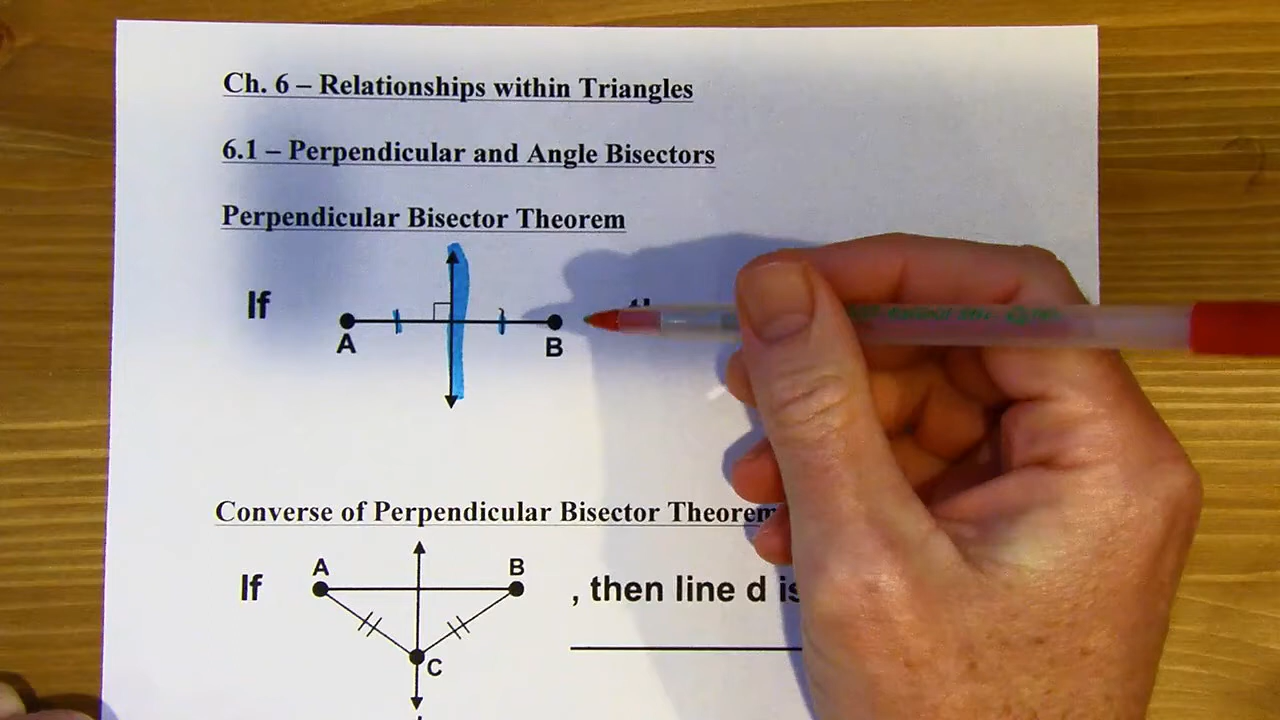 Ch. 6 – Relationships within Triangles
6.1 – Perpendicular and Angle Bisectors
Perpendicular Bisector Theorem
If
A
B
Converse of Perpendicular Bisector Theorem
If
A
B
C
, then line d is